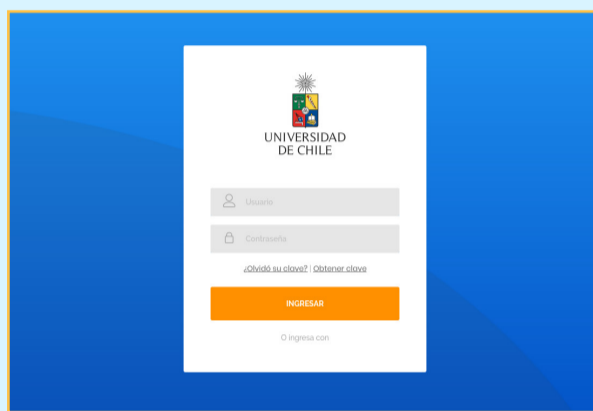 UNIVERSIDAD
DE CHILE
Usuario
Contraseña
¿Olvidó su clave? | Obtener clave
INGRESAR
O ingresa con